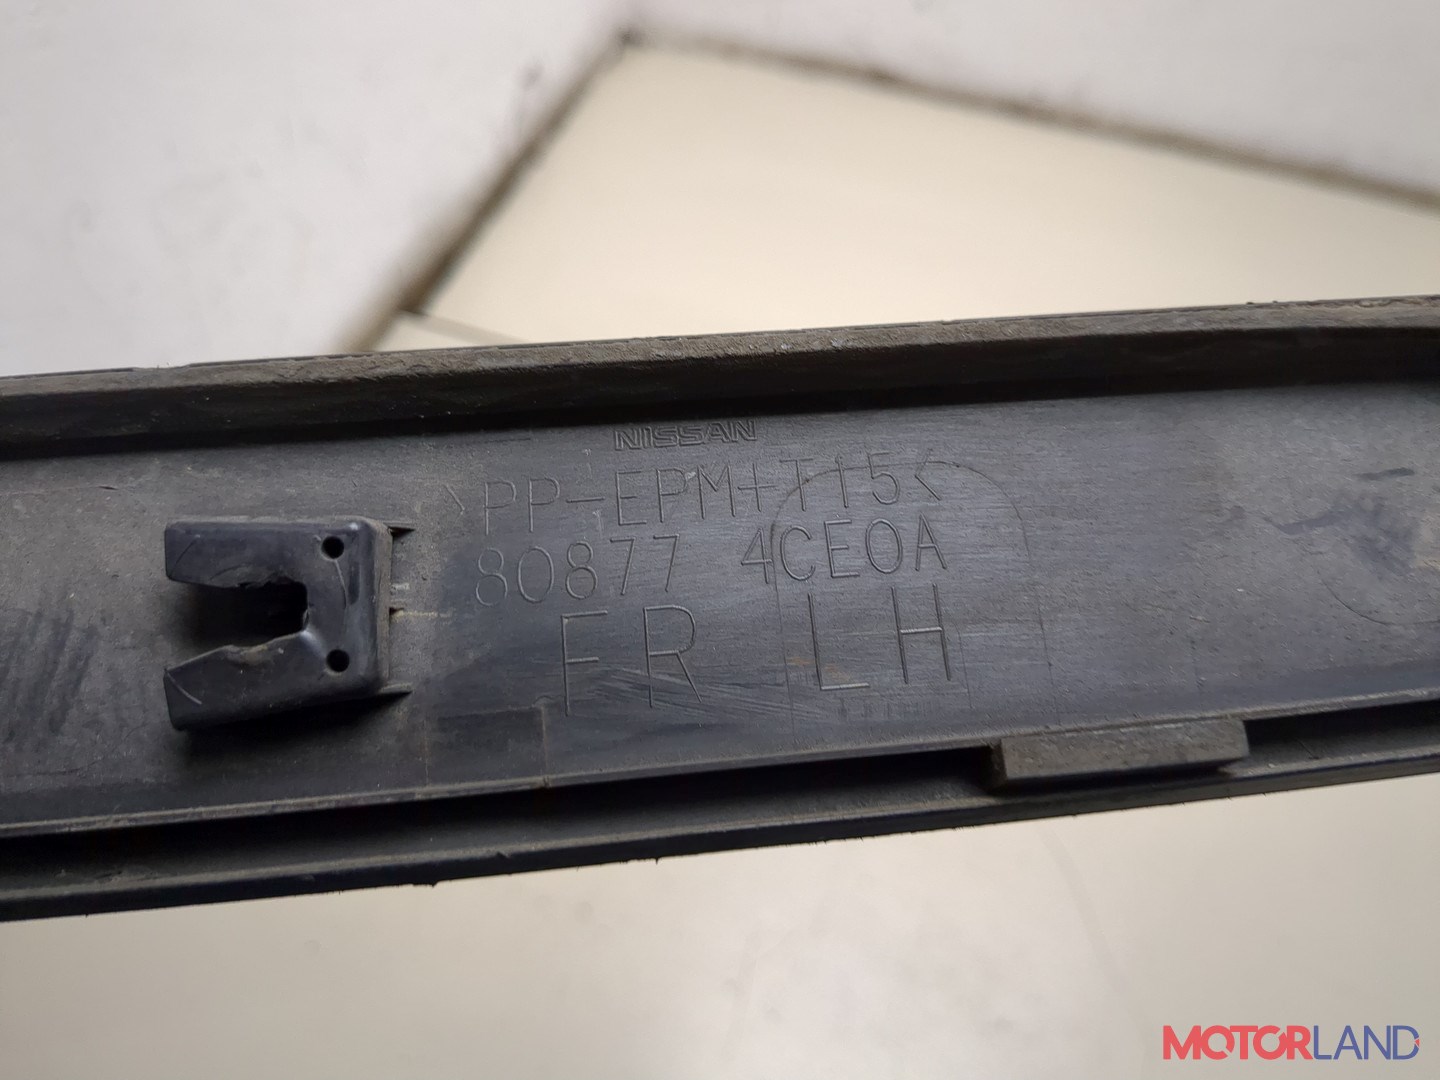 NISSAN
>PP-EPM+T15<
80877 4CE0A
FR LH
MOTORLAND